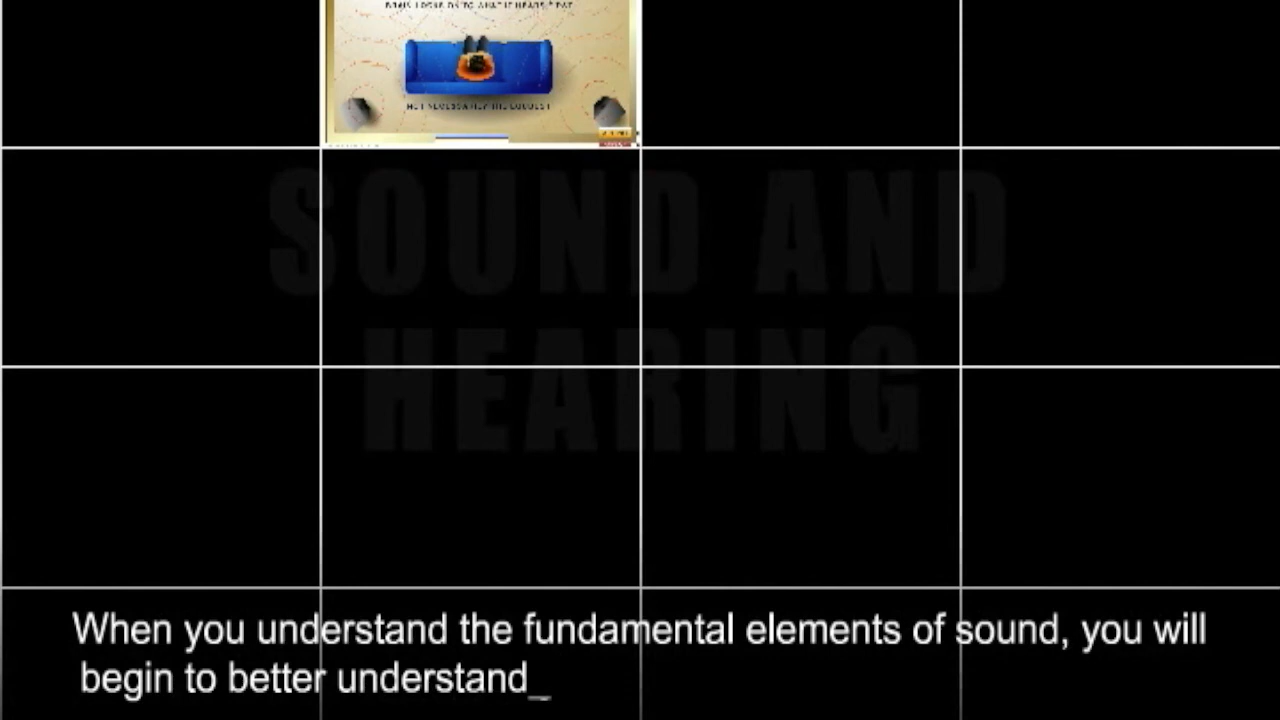 SOUND AND
HEARING
When you understand the fundamental elements of sound, you will
begin to better understand_